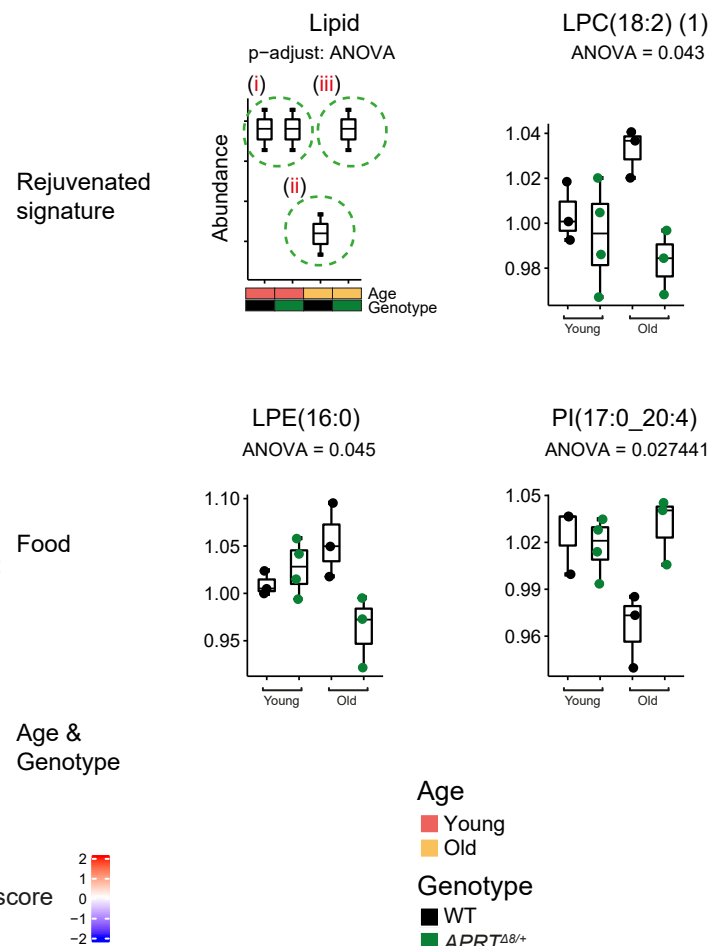 Lipid
p−adjust: ANOVA
(i)
(iii)
(ii)
Abundance
Age
Genotype
LPC(18:2) (1)
ANOVA = 0.043
1.04
1.02
1.00
0.98
Young
Old
Rejuvenated
signature
LPE(16:0)
ANOVA = 0.045
1.10
1.05
1.00
0.95
Young
Old
PI(17:0_20:4)
ANOVA = 0.027441
1.05
1.02
0.99
0.96
Young
Old
Food
Age &
Genotype
score
2
1
0
−1
−2
Age
Young
Old
Genotype
WT
APRTΔ8/+